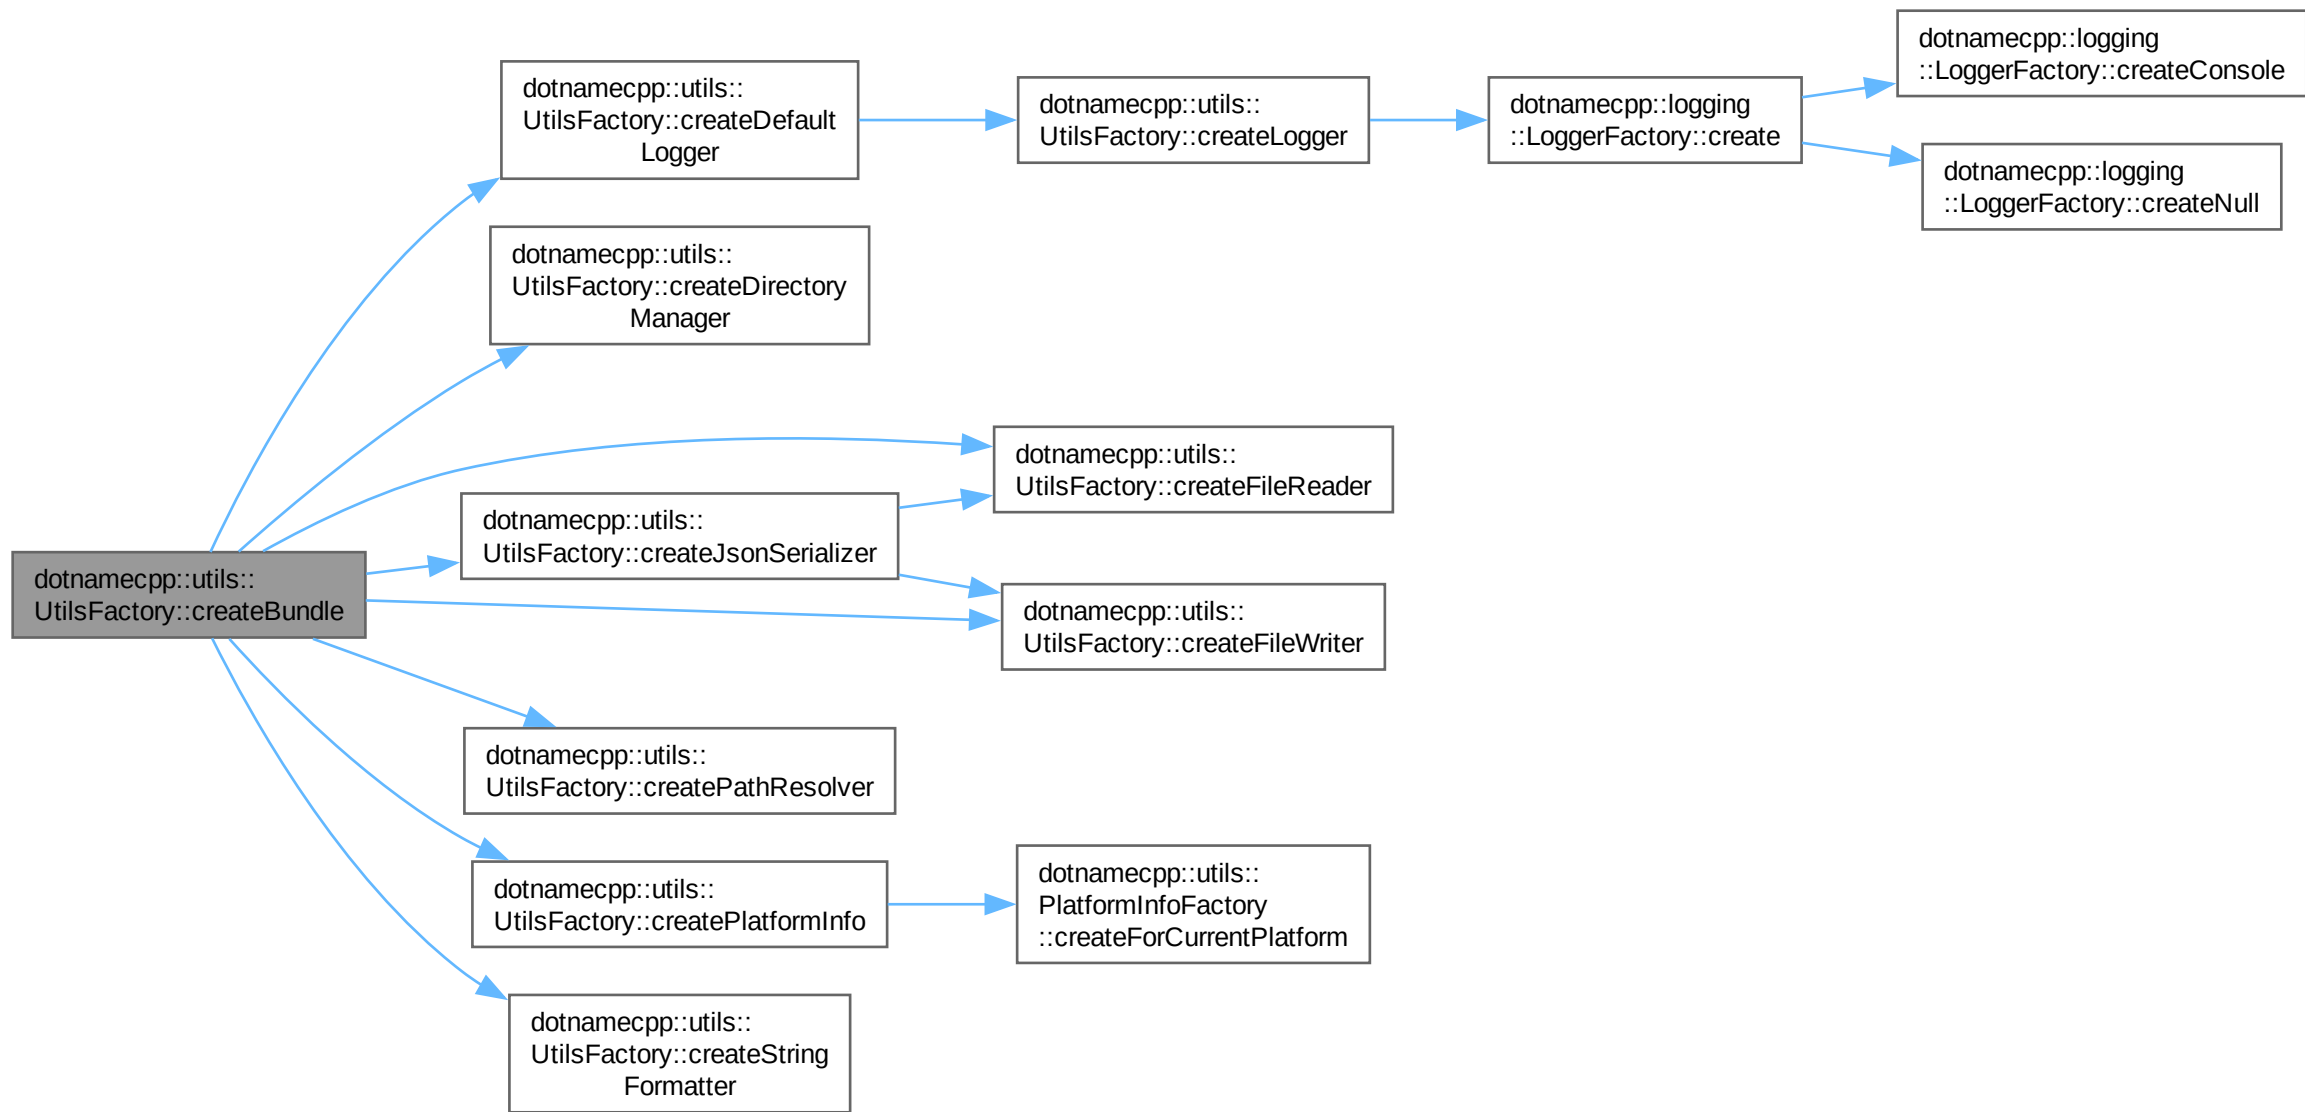 dotnamecpp::utils::
UtilsFactory::createBundle
dotnamecpp::utils::
UtilsFactory::createDefault
Logger
dotnamecpp::utils::
UtilsFactory::createLogger
dotnamecpp::logging
::LoggerFactory::create
dotnamecpp::logging
::LoggerFactory::createConsole
dotnamecpp::logging
::LoggerFactory::createNull
dotnamecpp::utils::
UtilsFactory::createDirectory
Manager
dotnamecpp::utils::
UtilsFactory::createFileReader
dotnamecpp::utils::
UtilsFactory::createJsonSerializer
dotnamecpp::utils::
UtilsFactory::createFileWriter
dotnamecpp::utils::
UtilsFactory::createPathResolver
dotnamecpp::utils::
UtilsFactory::createPlatformInfo
dotnamecpp::utils::
PlatformInfoFactory
::createForCurrentPlatform
dotnamecpp::utils::
UtilsFactory::createString
Formatter